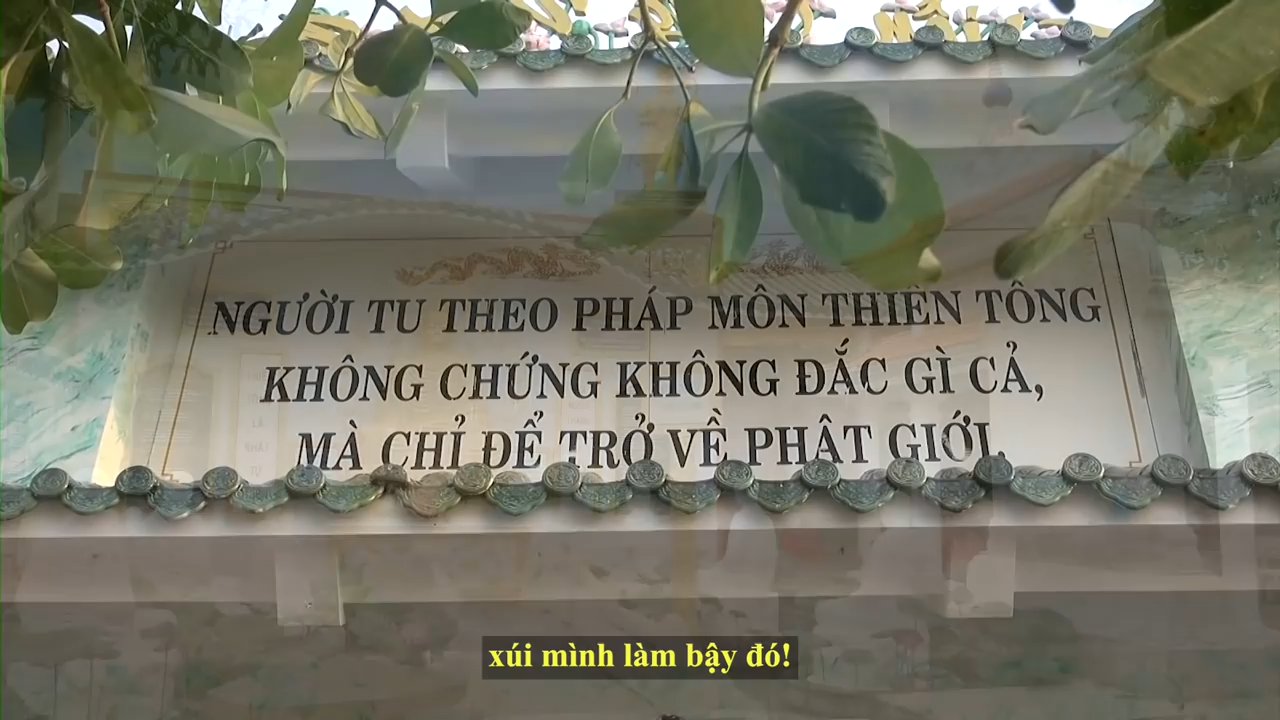 NGƯỜI TU THEO PHÁP MÔN THIỀN TÔNG
KHÔNG CHỨNG KHÔNG ĐẮC GÌ CẢ,
MÀ CHỈ ĐỂ TRỞ VỀ PHẬT GIỚI.
xúi mình làm bậy đó!